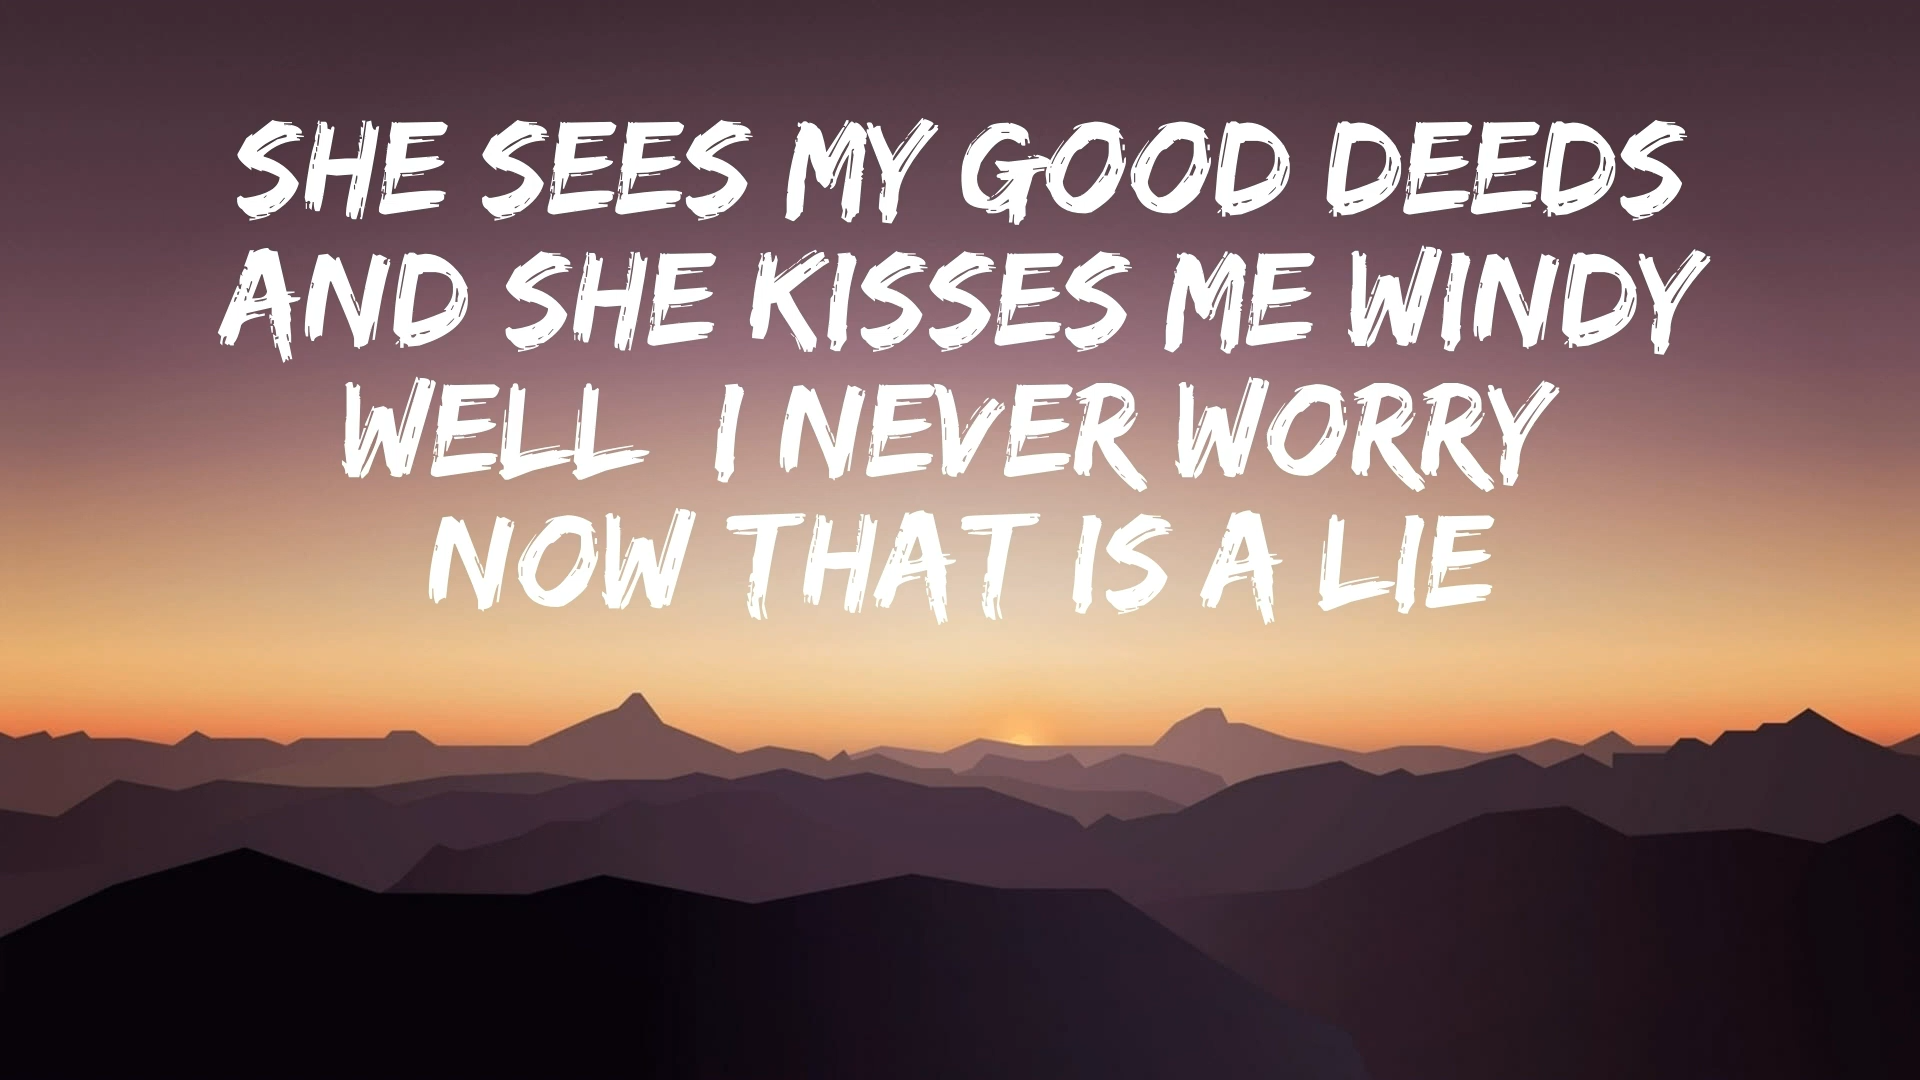 SHE SEES MY GOOD DEEDS
AND SHE KISSES ME WINDY
WELL I NEVER WORRY
NOW THAT IS A LIE